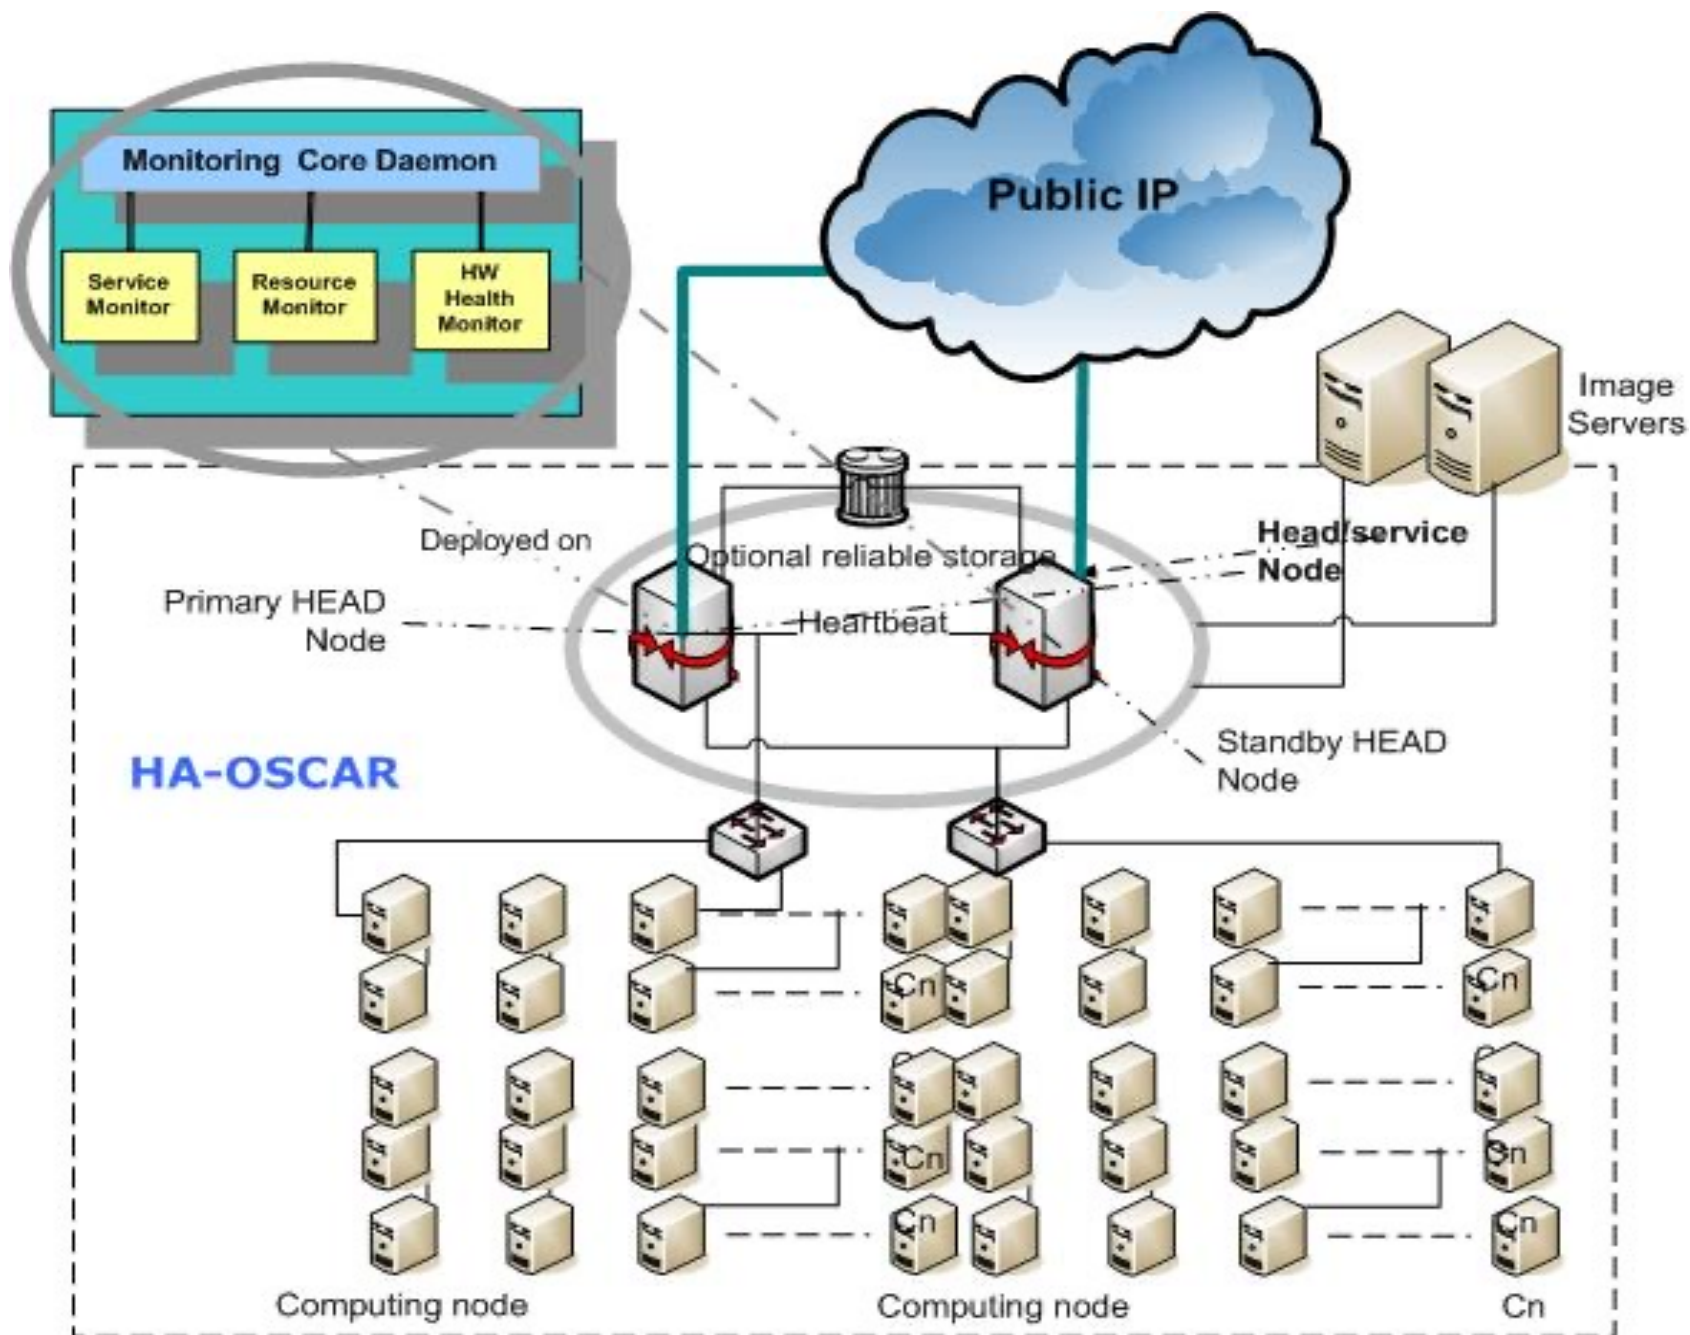 Monitoring Core Daemon
Service
Monitor
Resource
Monitor
HW
Health
Monitor
Public IP
Image
Servers
Deployed on
Optional reliable storage
Head/service
Node
Primary HEAD
Node
Heartbeat
Standby HEAD
Node
HA-OSCAR
Cn
Cn
Cn
Cn
Cn
Cn
Computing node
Computing node
Cn